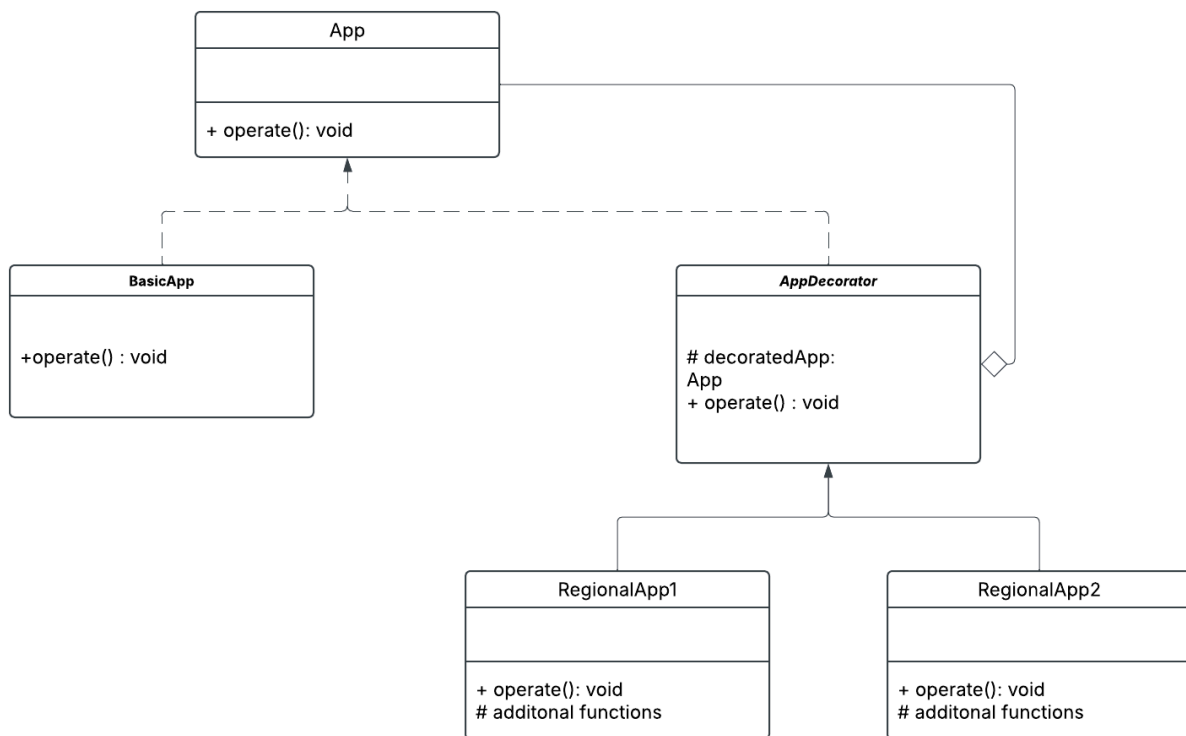 App
+ operate(): void
BasicApp
+operate() : void
AppDecorator
# decoratedApp:
App
+ operate() : void
RegionalApp1
+ operate(): void
# additonal functions
RegionalApp2
+ operate(): void
# additonal functions